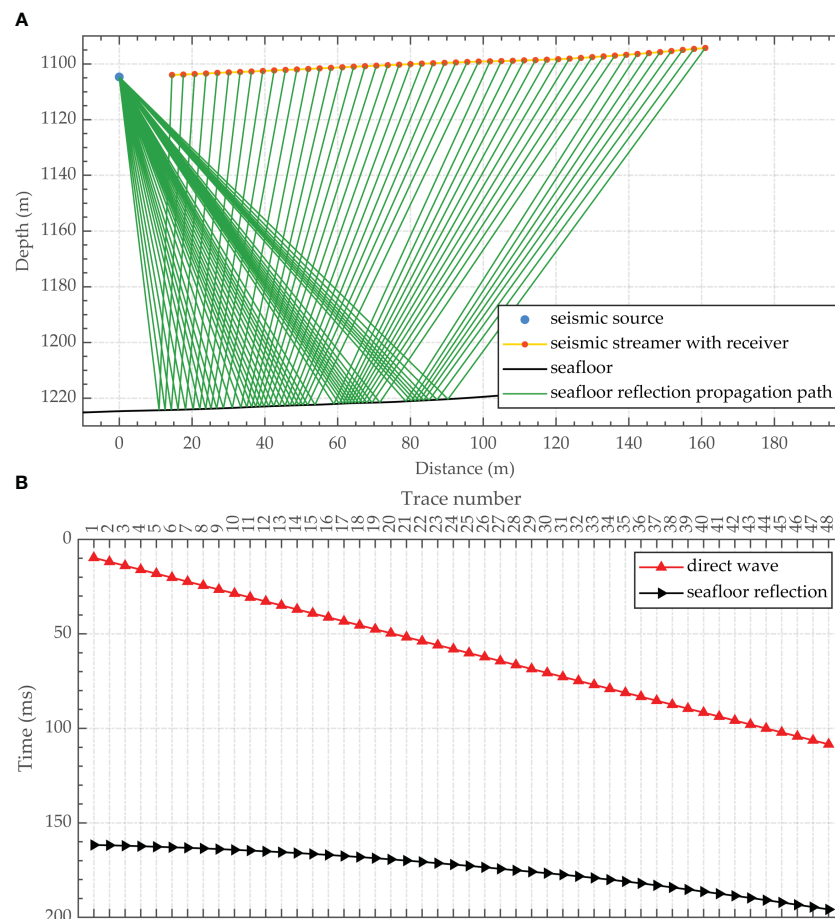 A
1100
1120
1140
1160
1180
1200
1220
Depth (m)
seismic source
seismic streamer with receiver
seafloor
seafloor reflection propagation path
0 20 40 60 80 100 120 140 160 180
Distance (m)
B
Trace number
1 2 3 4 5 6 7 8 9 10 11 12 13 14 15 16 17 18 19 20 21 22 23 24 25 26 27 28 29 30 31 32 33 34 35 36 37 38 39 40 41 42 43 44 45 46 47 48
0
50
100
150
200
Time (ms)
direct wave
seafloor reflection